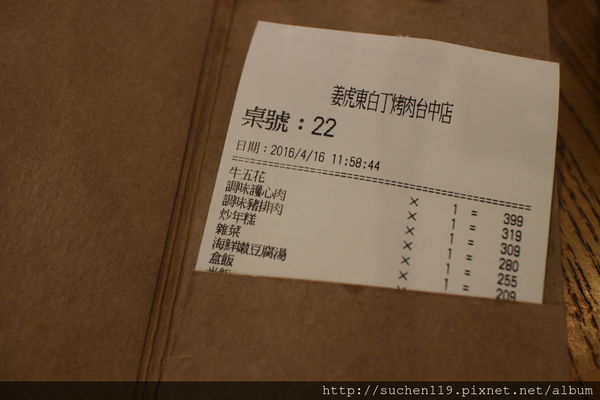 姜虎東白丁烤肉台中店
桌號：22
日期：2016/4/16 11:58:44
牛五花 × 1 = 399
調味護心肉 × 1 = 319
調味豬排肉 × 1 = 309
炒年糕 × 1 = 280
雜菜 × 1 = 255
海鮮嫩豆腐湯 × 1 = 209
盒飯 ×
http://suchen119.pixnet.net/album